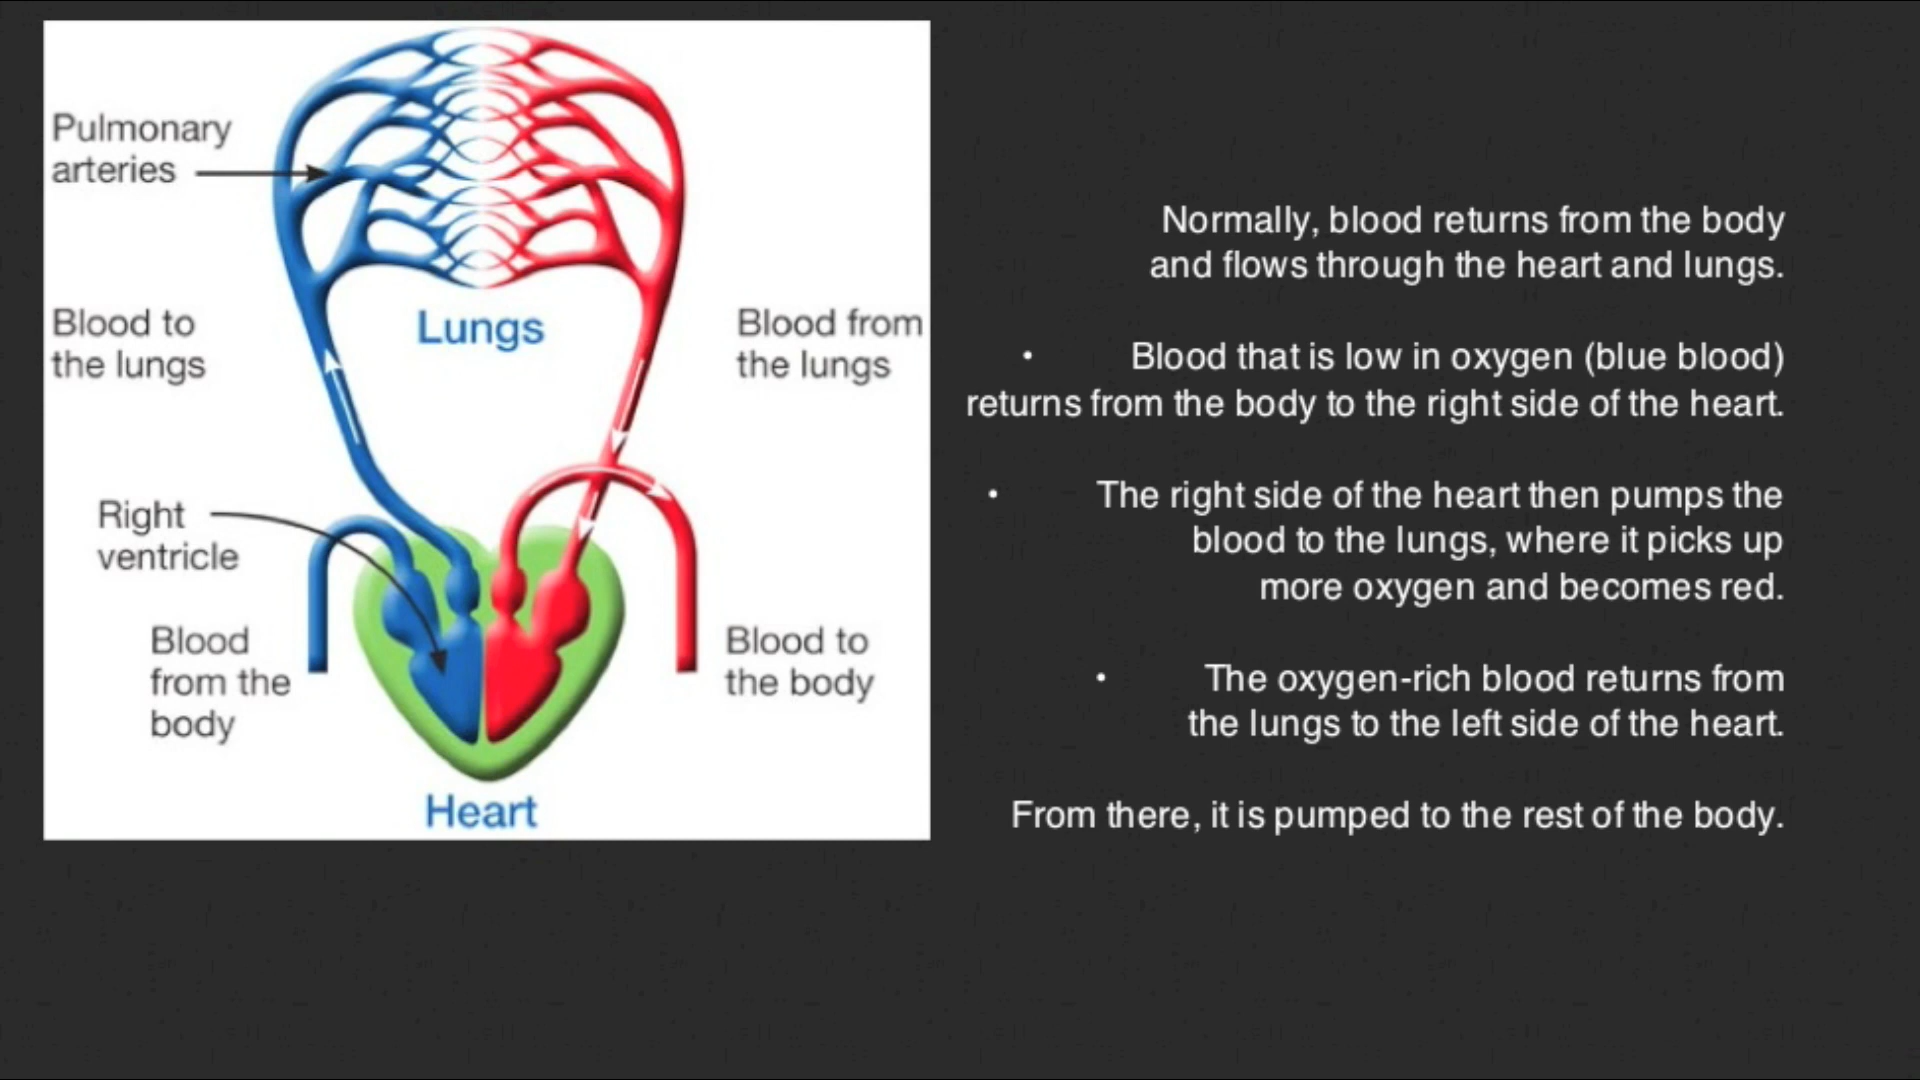 Pulmonary
arteries
Blood to
the lungs
Lungs
Blood from
the lungs
Right
ventricle
Blood
from the
body
Blood to
the body
Heart
Normally, blood returns from the body
and flows through the heart and lungs.
• Blood that is low in oxygen (blue blood)
returns from the body to the right side of the heart.
• The right side of the heart then pumps the
blood to the lungs, where it picks up
more oxygen and becomes red.
• The oxygen-rich blood returns from
the lungs to the left side of the heart.
From there, it is pumped to the rest of the body.